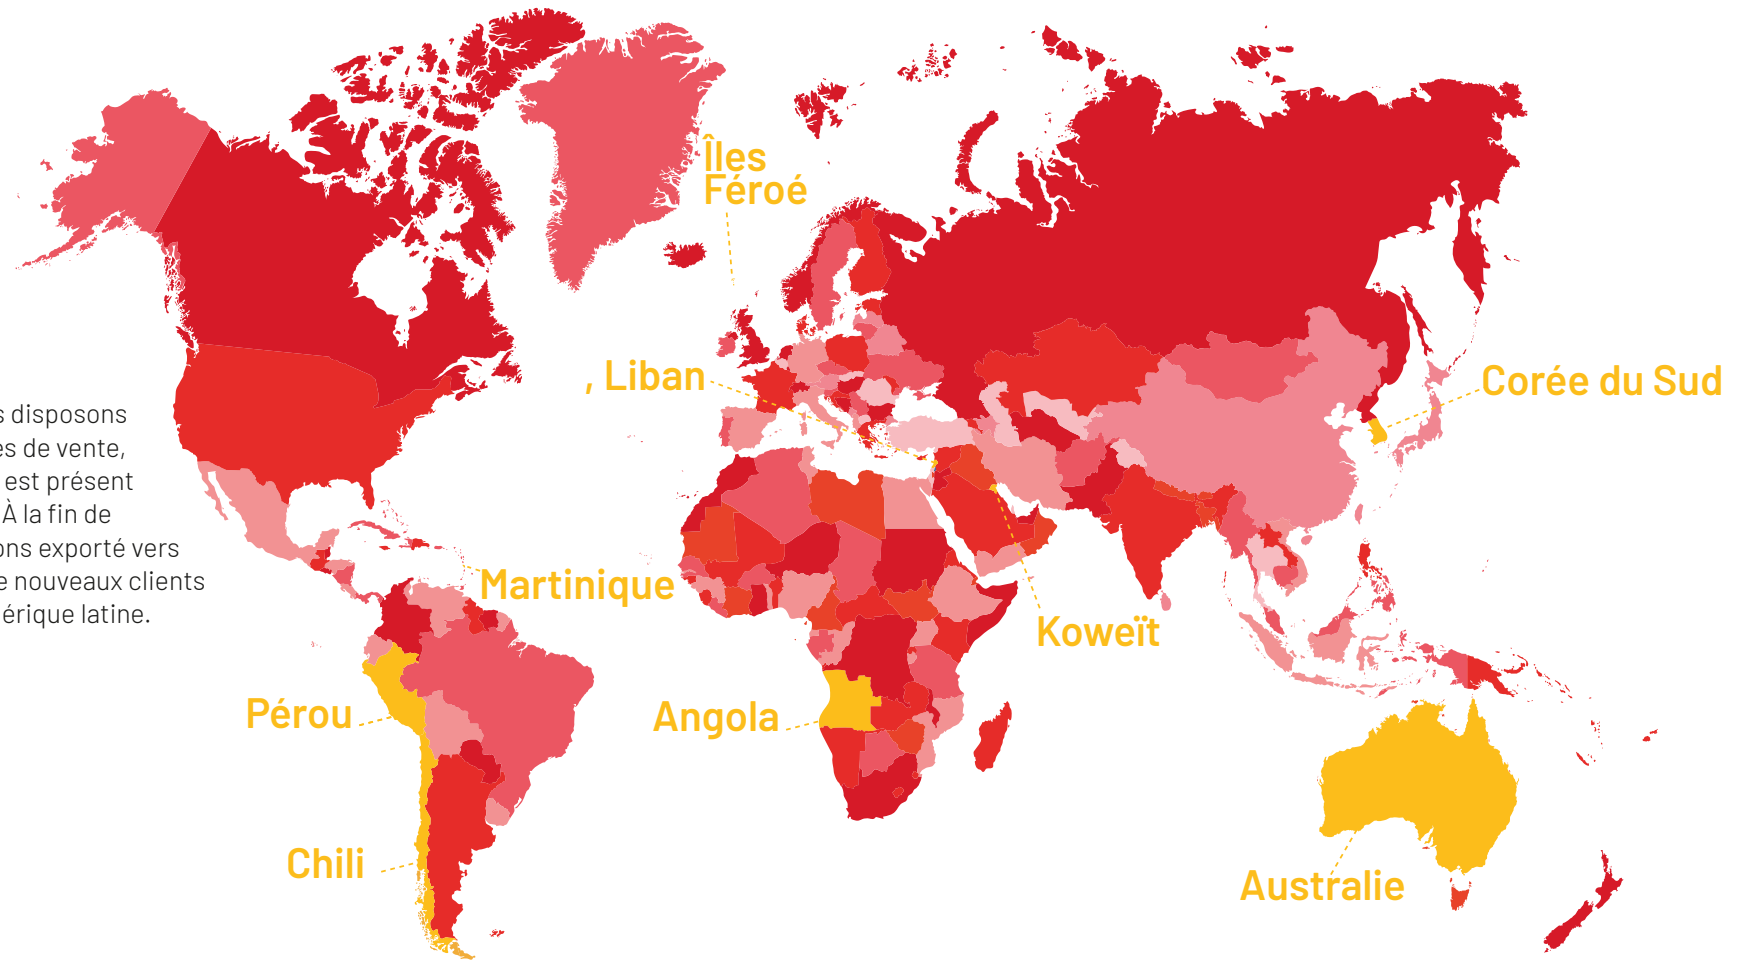 Îles
Féroé
, Liban
Corée du Sud
s disposons
es de vente,
est présent
À la fin de
ons exporté vers
e nouveaux clients
érique latine.
Martinique
Koweït
Pérou
Angola
Chili
Australie